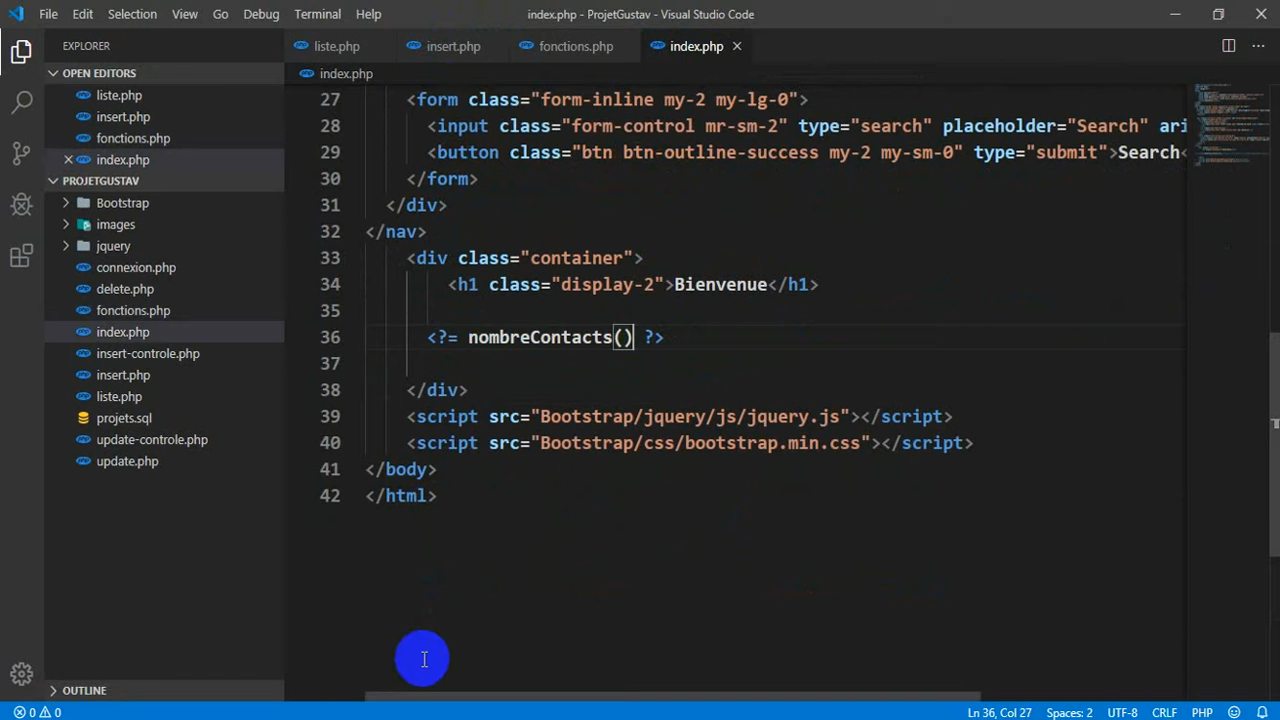 File Edit Selection View Go Debug Terminal Help
index.php - ProjetGustav - Visual Studio Code
EXPLORER
liste.php insert.php fonctions.php index.php
OPEN EDITORS
liste.php
insert.php
fonctions.php
index.php
PROJETGUSTAV
Bootstrap
images
jquery
connexion.php
delete.php
fonctions.php
index.php
insert-controle.php
insert.php
liste.php
projets.sql
update-controle.php
update.php
OUTLINE
index.php
27 <form class="form-inline my-2 my-lg-0">
28 <input class="form-control mr-sm-2" type="search" placeholder="Search" ari
29 <button class="btn btn-outline-success my-2 my-sm-0" type="submit">Search<
30 </form>
31 </div>
32 </nav>
33 <div class="container">
34 <h1 class="display-2">Bienvenue</h1>
35
36 <?= nombreContacts() ?>
37
38 </div>
39 <script src="Bootstrap/jquery/js/jquery.js"></script>
40 <script src="Bootstrap/css/bootstrap.min.css"></script>
41 </body>
42 </html>
0 0
Ln 36, Col 27 Spaces: 2 UTF-8 CRLF PHP